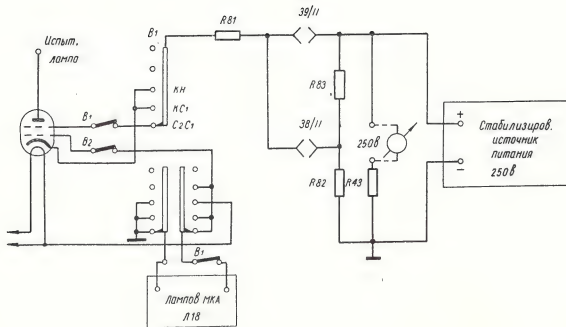 Испыт.
лампа
В1
КН
КС1
С2С1
В1
В2
R81
39/II
R83
38/II
R82
R43
250в
+
−
Стабилизиров.
источник
питания
250в
В1
Лампов МКА
Л18